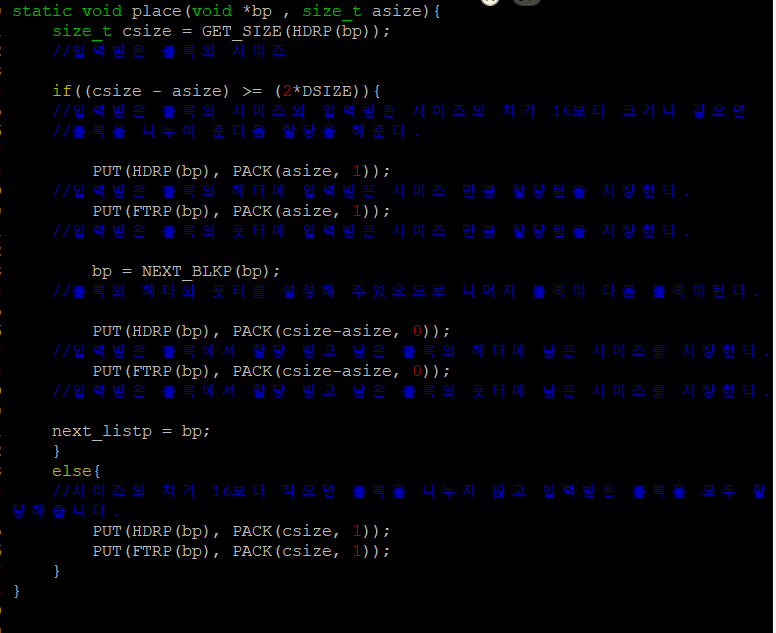 static void place(void *bp , size_t asize){
size_t csize = GET_SIZE(HDRP(bp));
//입력받은 블록의 사이즈
if((csize - asize) >= (2*DSIZE)){
//입력받은 블록의 사이즈와 입력받은 사이즈의 차가 16보다 크거나 같으면
//블록을 나누어 준다음 할당을 해준다.
PUT(HDRP(bp), PACK(asize, 1));
//입력받은 블록의 헤더에 입력받은 사이즈 만큼 할당됨을 저장한다.
PUT(FTRP(bp), PACK(asize, 1));
//입력받은 블록의 풋터에 입력받은 사이즈 만큼 할당됨을 저장한다.
bp = NEXT_BLKP(bp);
//블록의 헤더와 풋터를 설정해 주었으므로 나머지 블록이 다음 블록이된다.
PUT(HDRP(bp), PACK(csize-asize, 0));
//입력받은 블록에서 할당 받고 남은 블록의 헤터에 남은 사이즈를 저장한다.
PUT(FTRP(bp), PACK(csize-asize, 0));
//입력받은 블록에서 할당 받고 남은 블록의 풋터에 남은 사이즈를 저장한다.
next_listp = bp;
}
else{
//사이즈의 차가 16보다 작으면 블록을 나누지 않고 입력받은 블록을 모두 할
당해줍니다.
PUT(HDRP(bp), PACK(csize, 1));
PUT(FTRP(bp), PACK(csize, 1));
}
}